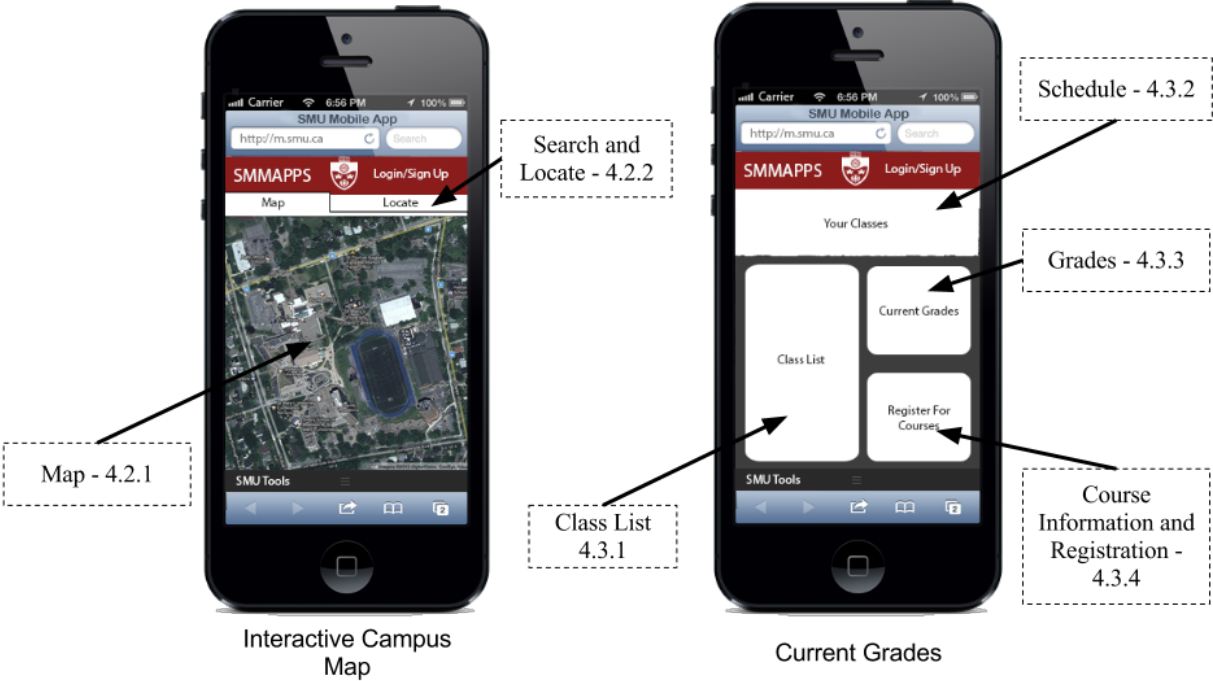 Carrier 6:56 PM 100%
SMU Mobile App
http://m.smu.ca Search
SMMAPPS Login/Sign Up
Map Locate
SMU Tools
2
Search and
Locate - 4.2.2
Map - 4.2.1
Interactive Campus
Map
Carrier 6:56 PM 100%
SMU Mobile App
http://m.smu.ca Search
SMMAPPS Login/Sign Up
Your Classes
Class List
Current Grades
Register For
Courses
SMU Tools
2
Schedule - 4.3.2
Grades - 4.3.3
Class List
4.3.1
Course
Information and
Registration -
4.3.4
Current Grades